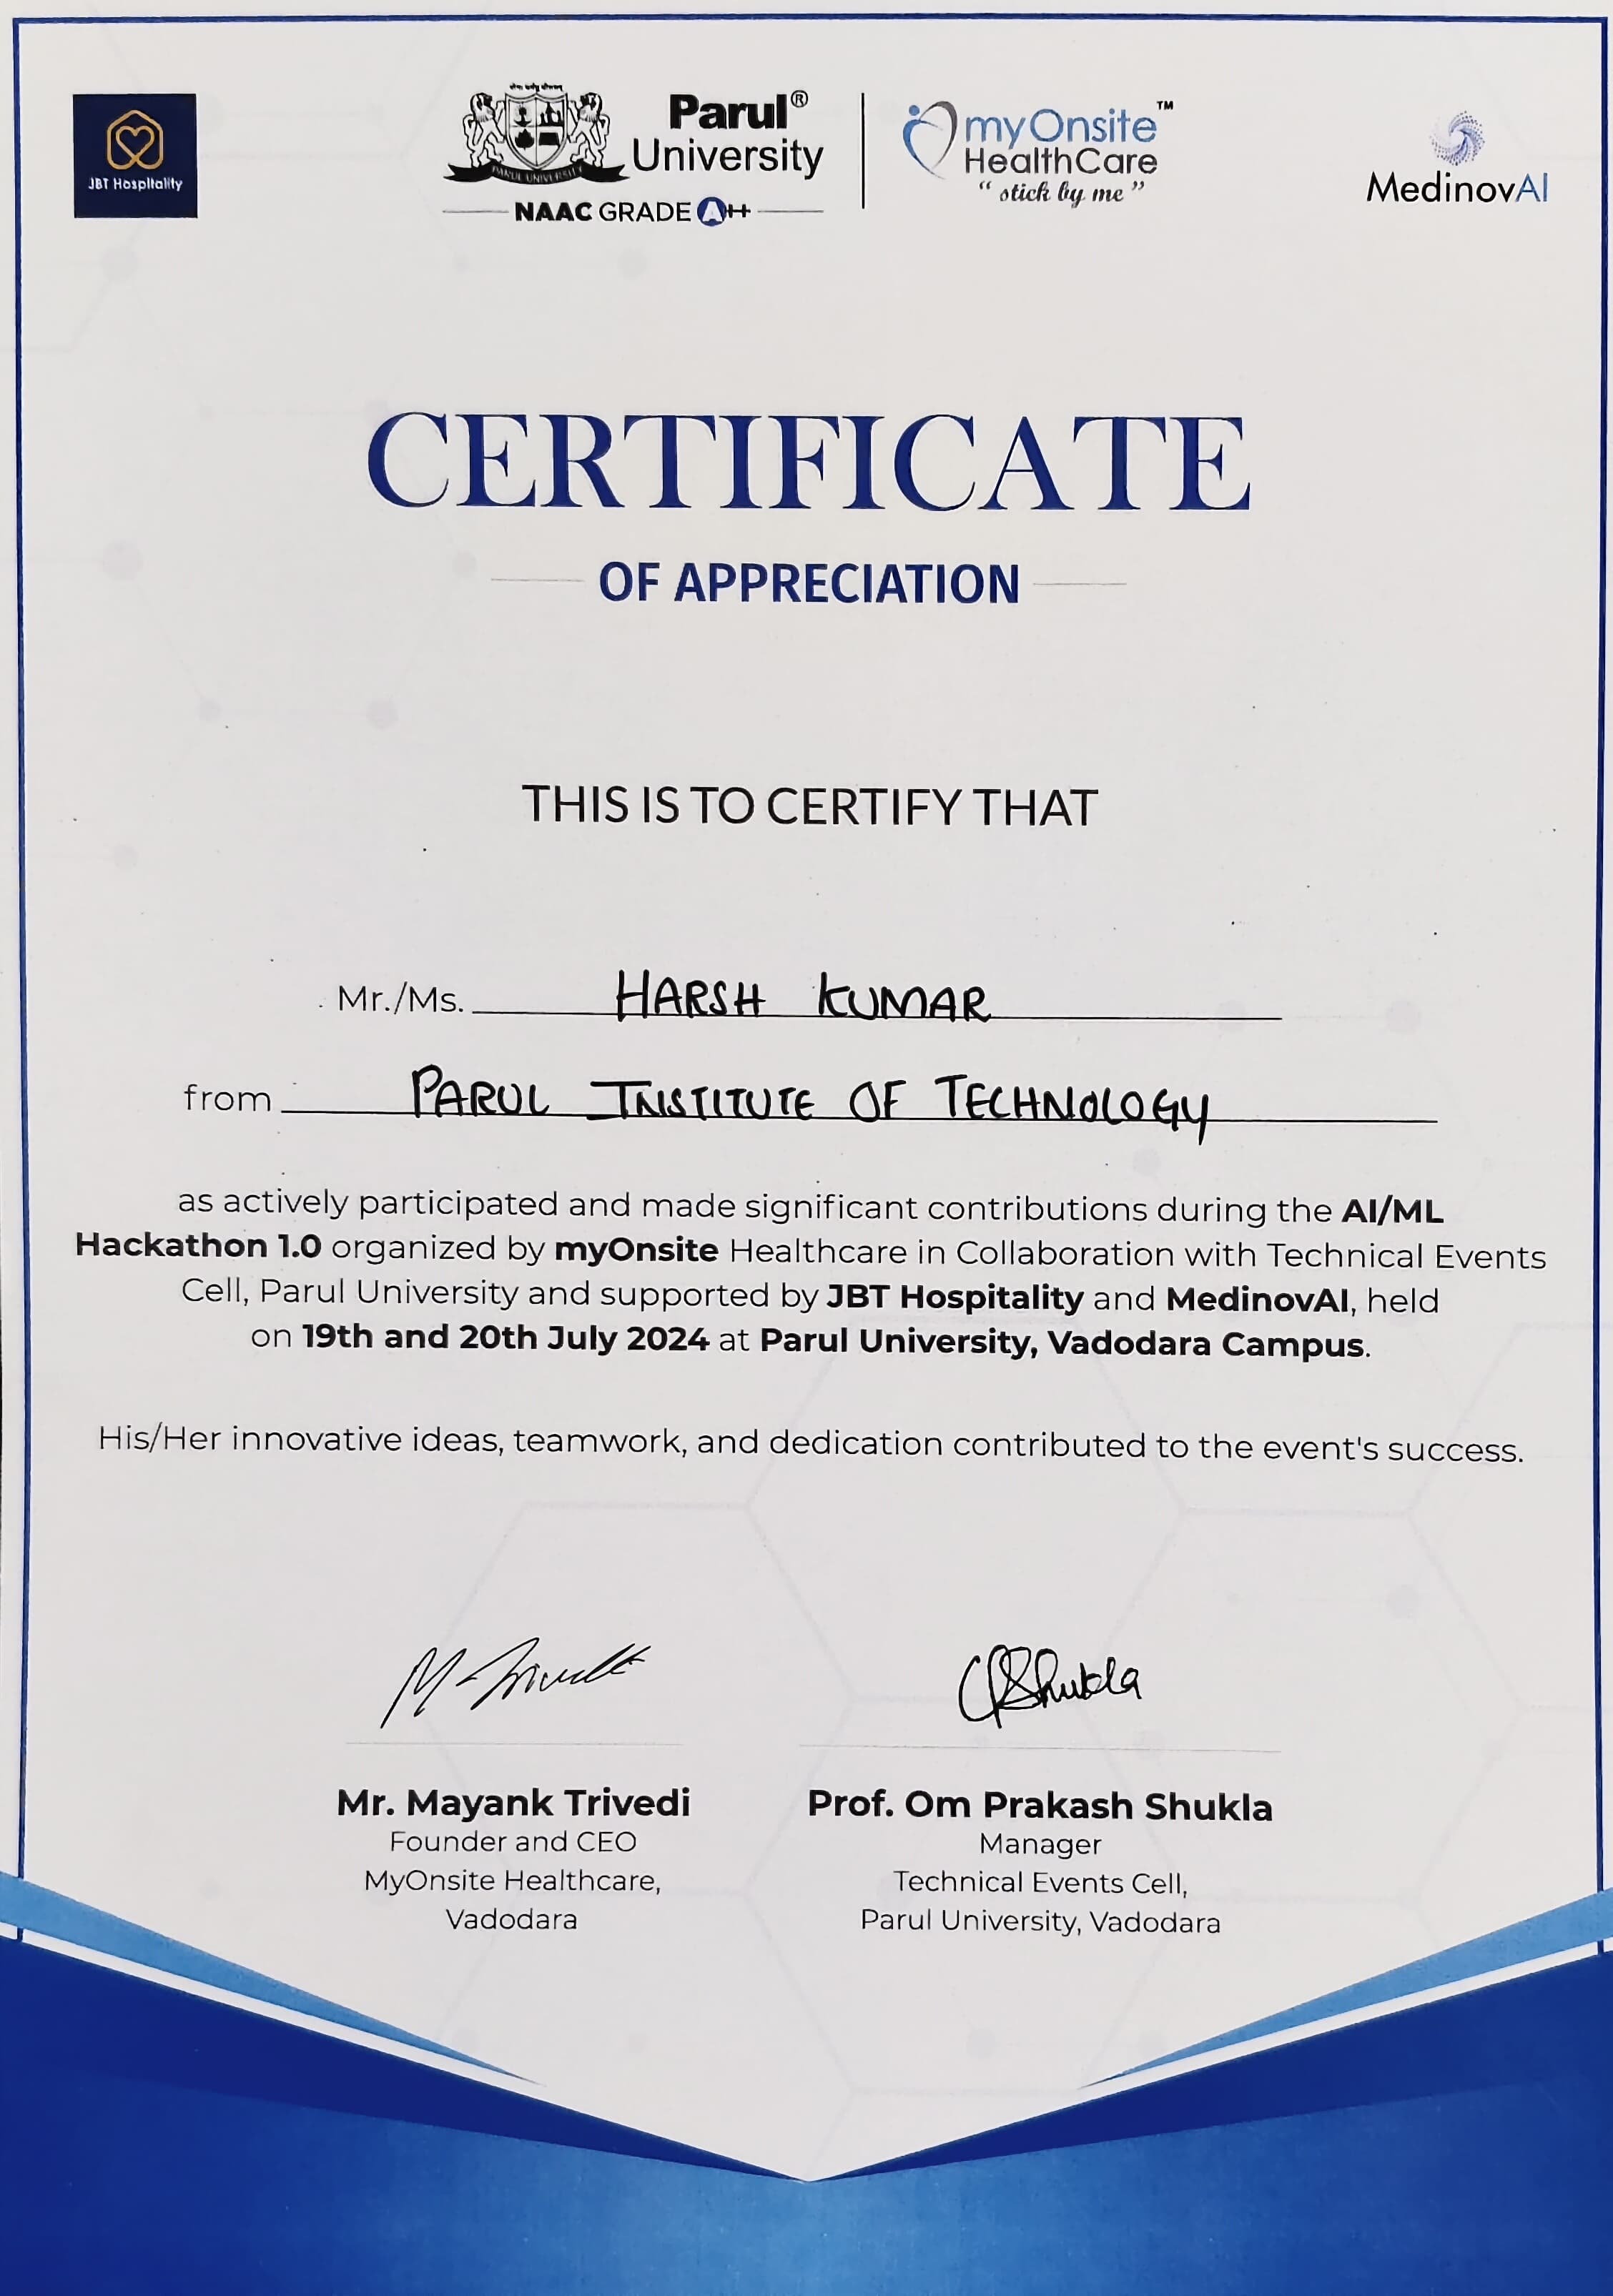 JBT Hospitality
Parul®
University
PARUL UNIVERSITY
NAAC GRADE A++
myOnsite™
HealthCare
“ stick by me ”
MedinovAI
CERTIFICATE
OF APPRECIATION
THIS IS TO CERTIFY THAT
Mr./Ms. HARSH KUMAR
from PARUL INSTITUTE OF TECHNOLOGY
as actively participated and made significant contributions during the AI/ML
Hackathon 1.0 organized by myOnsite Healthcare in Collaboration with Technical Events
Cell, Parul University and supported by JBT Hospitality and MedinovAI, held
on 19th and 20th July 2024 at Parul University, Vadodara Campus.
His/Her innovative ideas, teamwork, and dedication contributed to the event's success.
M Trivedi
OPShukla
Mr. Mayank Trivedi
Founder and CEO
MyOnsite Healthcare,
Vadodara
Prof. Om Prakash Shukla
Manager
Technical Events Cell,
Parul University, Vadodara